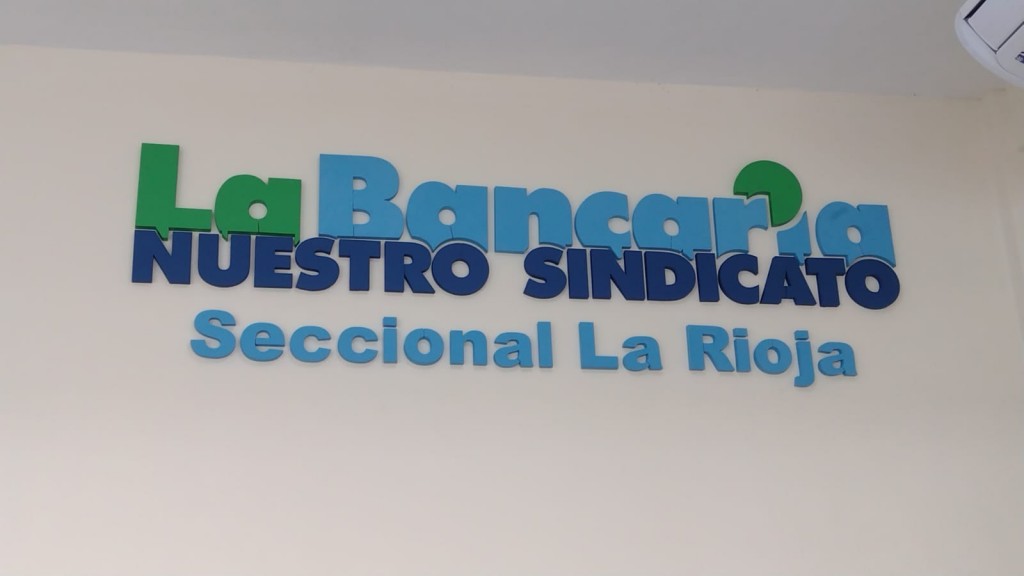 La Bancaria
NUESTRO SINDICATO
Seccional La Rioja